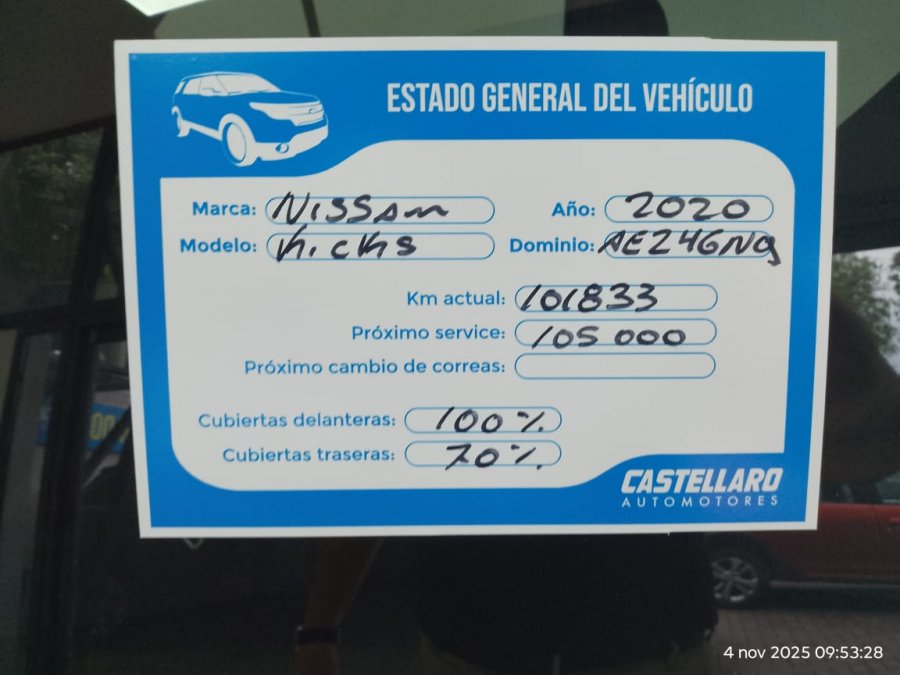 ESTADO GENERAL DEL VEHÍCULO
Marca: NISSAN Año: 2020
Modelo: KICKS Dominio: AE246NQ
Km actual: 101833
Próximo service: 105 000
Próximo cambio de correas:
Cubiertas delanteras: 100%
Cubiertas traseras: 70%
CASTELLARO
AUTOMOTORES
4 nov 2025 09:53:28